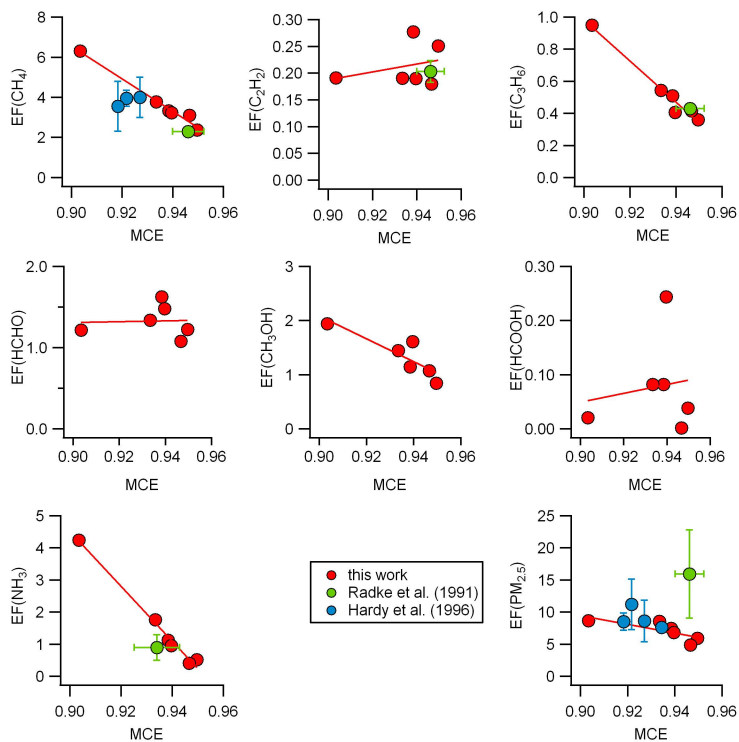 8
6
4
2
0
EF(CH4)
0.90 0.92 0.94 0.96
MCE
0.30
0.25
0.20
0.15
0.10
0.05
0.00
EF(C2H2)
0.90 0.92 0.94 0.96
MCE
1.0
0.8
0.6
0.4
0.2
0.0
EF(C3H6)
0.90 0.92 0.94 0.96
MCE
2.0
1.0
0.0
EF(HCHO)
0.90 0.92 0.94 0.96
MCE
3
2
1
0
EF(CH3OH)
0.90 0.92 0.94 0.96
MCE
0.30
0.20
0.10
0.00
EF(HCOOH)
0.90 0.92 0.94 0.96
MCE
5
4
3
2
1
0
EF(NH3)
0.90 0.92 0.94 0.96
MCE
this work
Radke et al. (1991)
Hardy et al. (1996)
25
20
15
10
5
0
EF(PM2.5)
0.90 0.92 0.94 0.96
MCE